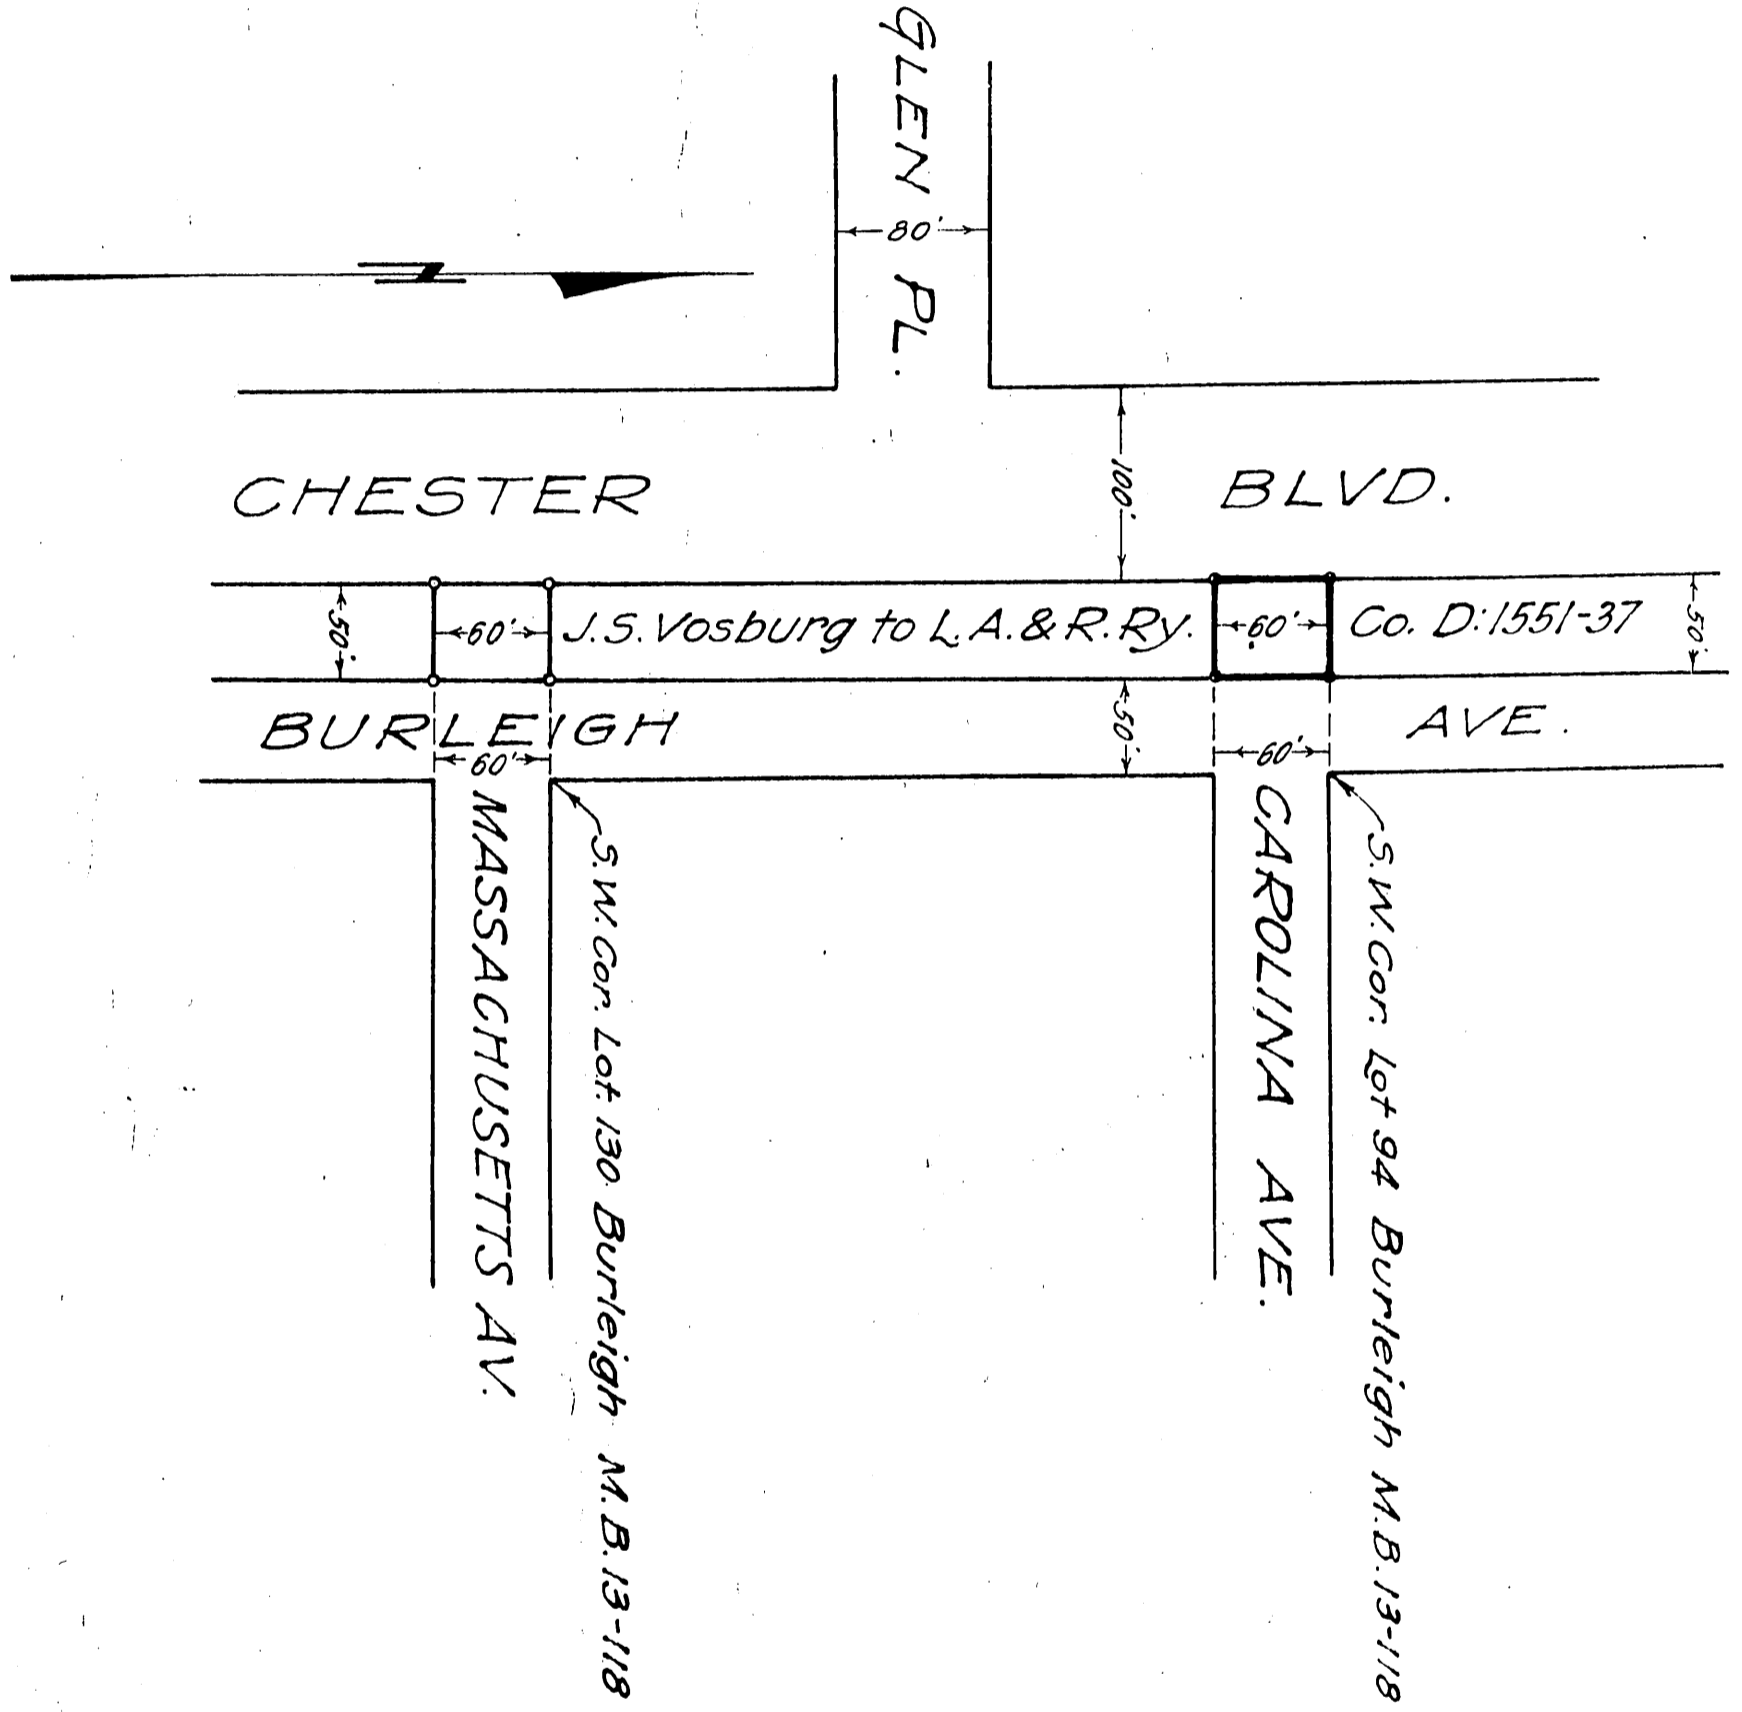 GLEN PL.
80'
N
CHESTER BLVD.
100'
50'
60'
J.S. Vosburg to L.A. & R. Ry.
60'
Co. D:1551-37
50'
BURLEIGH AVE.
50'
60'
60'
MASSACHUSETTS AV.
S.W. Cor. Lot 130 Burleigh M.B. 13-118
CAROLINA AVE.
S.W. Cor. Lot 94 Burleigh M.B. 13-118